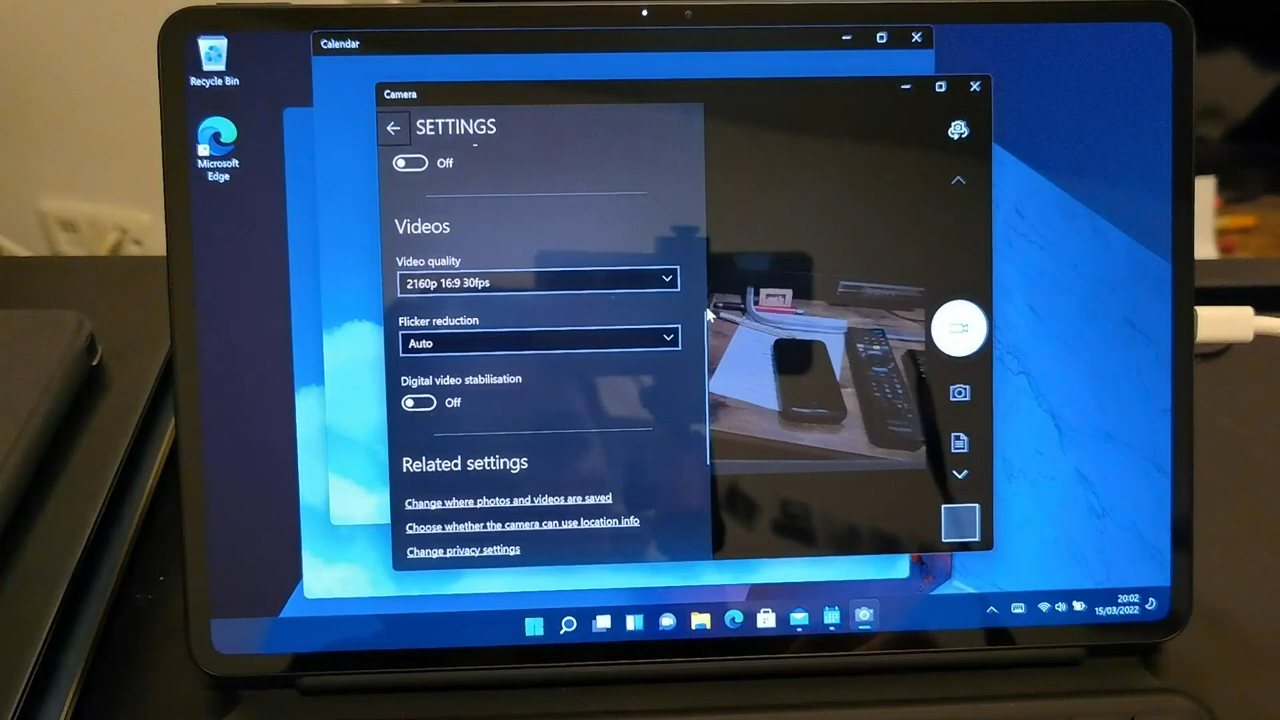 Recycle Bin
Microsoft
Edge
Calendar
Camera
SETTINGS
Off
Videos
Video quality
2160p 16:9 30fps
Flicker reduction
Auto
Digital video stabilisation
Off
Related settings
Change where photos and videos are saved
Choose whether the camera can use location info
Change privacy settings
20:02
15/03/2022